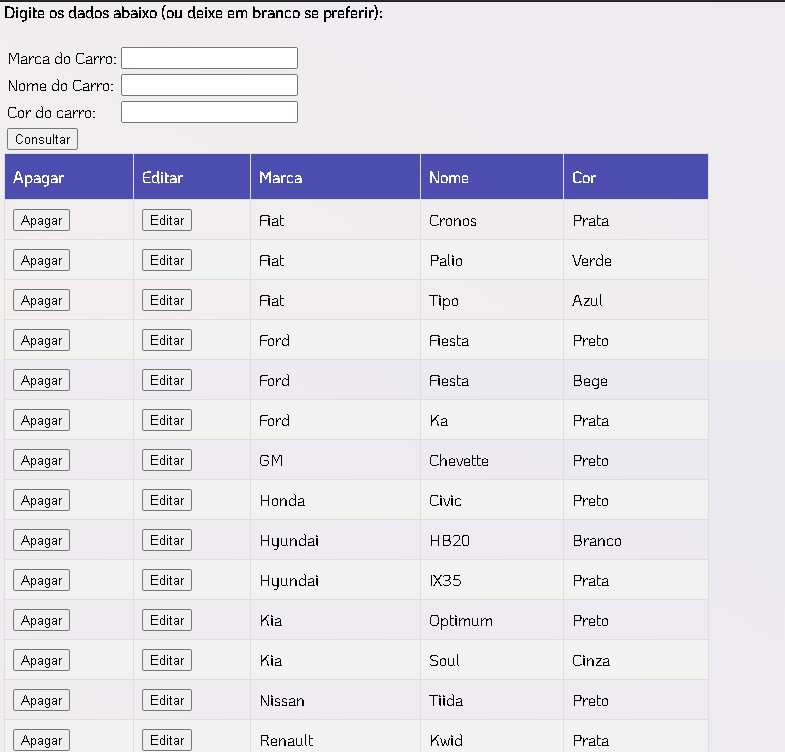 Digite os dados abaixo (ou deixe em branco se preferir):
Marca do Carro:
Nome do Carro:
Cor do carro:
Consultar
Apagar Editar Marca Nome Cor
Apagar Editar Fiat Cronos Prata
Apagar Editar Fiat Palio Verde
Apagar Editar Fiat Tipo Azul
Apagar Editar Ford Fiesta Preto
Apagar Editar Ford Fiesta Bege
Apagar Editar Ford Ka Prata
Apagar Editar GM Chevette Preto
Apagar Editar Honda Civic Preto
Apagar Editar Hyundai HB20 Branco
Apagar Editar Hyundai IX35 Prata
Apagar Editar Kia Optimum Preto
Apagar Editar Kia Soul Cinza
Apagar Editar Nissan Tiida Preto
Apagar Editar Renault Kwid Prata